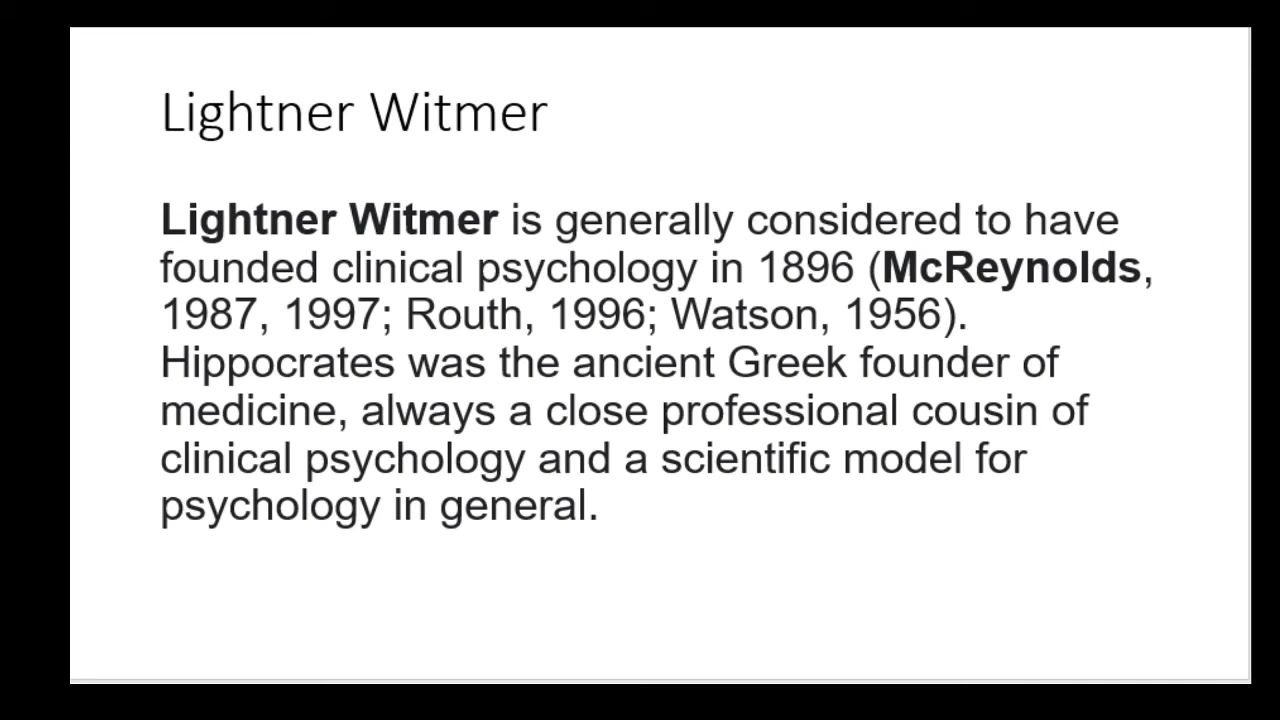 Lightner Witmer
Lightner Witmer is generally considered to have
founded clinical psychology in 1896 (McReynolds,
1987, 1997; Routh, 1996; Watson, 1956).
Hippocrates was the ancient Greek founder of
medicine, always a close professional cousin of
clinical psychology and a scientific model for
psychology in general.